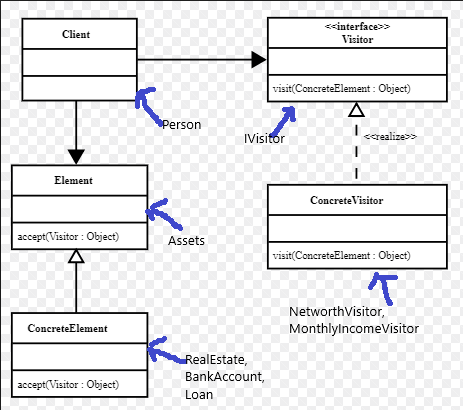 Client
<<interface>>
Visitor
visit(ConcreteElement : Object)
Person
IVisitor
<<realize>>
Element
accept(Visitor : Object)
Assets
ConcreteVisitor
visit(ConcreteElement : Object)
NetworthVisitor,
MonthlyIncomeVisitor
ConcreteElement
accept(Visitor : Object)
RealEstate,
BankAccount,
Loan